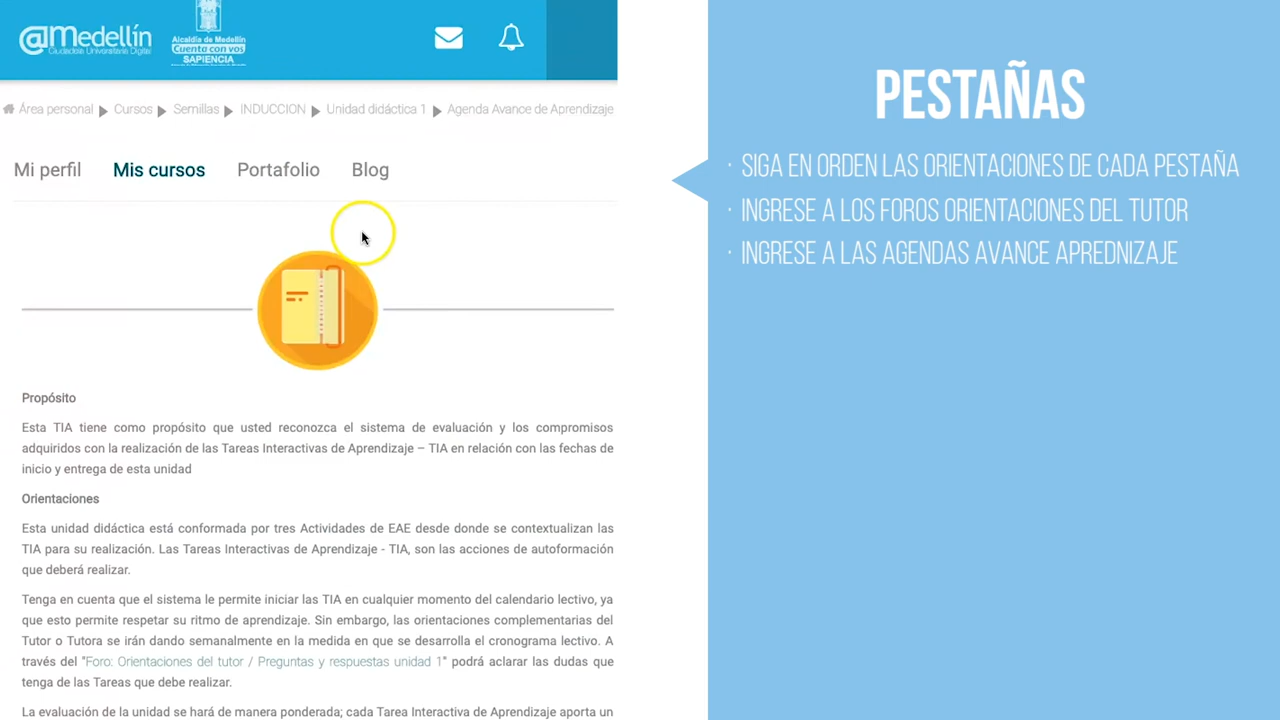 @Medellín
Ciudadela Universitaria Digital
Alcaldía de Medellín
Cuenta con vos
SAPIENCIA
Área personal Cursos Semillas INDUCCION Unidad didáctica 1 Agenda Avance de Aprendizaje
Mi perfil Mis cursos Portafolio Blog
Propósito
Esta TIA tiene como propósito que usted reconozca el sistema de evaluación y los compromisos
adquiridos con la realización de las Tareas Interactivas de Aprendizaje – TIA en relación con las fechas de
inicio y entrega de esta unidad
Orientaciones
Esta unidad didáctica está conformada por tres Actividades de EAE desde donde se contextualizan las
TIA para su realización. Las Tareas Interactivas de Aprendizaje - TIA, son las acciones de autoformación
que deberá realizar.
Tenga en cuenta que el sistema le permite iniciar las TIA en cualquier momento del calendario lectivo, ya
que esto permite respetar su ritmo de aprendizaje. Sin embargo, las orientaciones complementarias del
Tutor o Tutora se irán dando semanalmente en la medida en que se desarrolla el cronograma lectivo. A
través del "Foro: Orientaciones del tutor / Preguntas y respuestas unidad 1" podrá aclarar las dudas que
tenga de las Tareas que debe realizar.
La evaluación de la unidad se hará de manera ponderada; cada Tarea Interactiva de Aprendizaje aporta un
PESTAÑAS
· SIGA EN ORDEN LAS ORIENTACIONES DE CADA PESTAÑA
· INGRESE A LOS FOROS ORIENTACIONES DEL TUTOR
· INGRESE A LAS AGENDAS AVANCE APREDNIZAJE